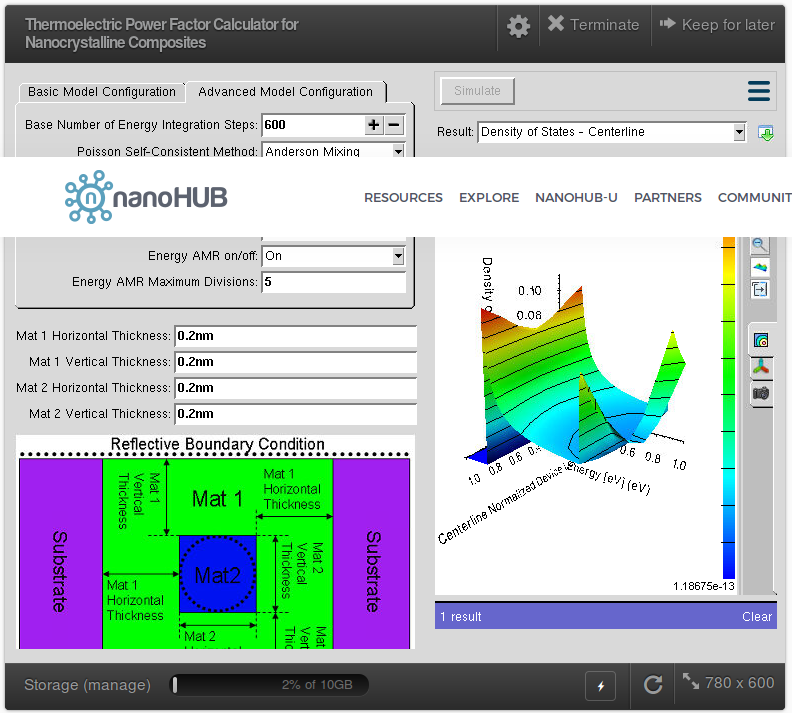 Thermoelectric Power Factor Calculator for
Nanocrystalline Composites
Terminate
Keep for later
Basic Model Configuration
Advanced Model Configuration
Base Number of Energy Integration Steps: 600
Poisson Self-Consistent Method: Anderson Mixing
Simulate
Result: Density of States - Centerline
nanoHUB
RESOURCES EXPLORE NANOHUB-U PARTNERS COMMUNIT
Energy AMR on/off: On
Energy AMR Maximum Divisions: 5
Mat 1 Horizontal Thickness: 0.2nm
Mat 1 Vertical Thickness: 0.2nm
Mat 2 Horizontal Thickness: 0.2nm
Mat 2 Vertical Thickness: 0.2nm
Reflective Boundary Condition
Substrate
Mat 1
Vertical
Thickness
Mat 1
Mat 1
Horizontal
Thickness
Substrate
Mat2
Mat 2
Vertical
Thickness
Mat 1
Horizontal
Thickness
Mat 2
Density
0.10
0.08
1.0 0.8 0.6
0.6 0.8 1.0
Centerline Normalized Device
Energy [eV] (eV)
1.18675e-13
1 result
Clear
Storage (manage)
2% of 10GB
780 x 600